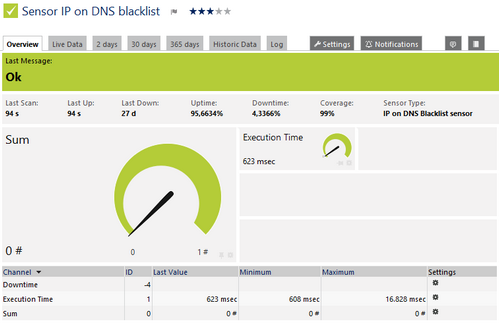 Sensor IP on DNS blacklist
Overview Live Data 2 days 30 days 365 days Historic Data Log Settings Notifications
Last Message:
Ok
Last Scan: Last Up: Last Down: Uptime: Downtime: Coverage: Sensor Type:
94 s 94 s 27 d 95,6634% 4,3366% 99% IP on DNS Blacklist sensor
Sum
Execution Time
623 msec
0 #
0 1 #
Channel ID Last Value Minimum Maximum Settings
Downtime -4
Execution Time 1 623 msec 608 msec 16.828 msec
Sum 0 0 # 0 # 0 #